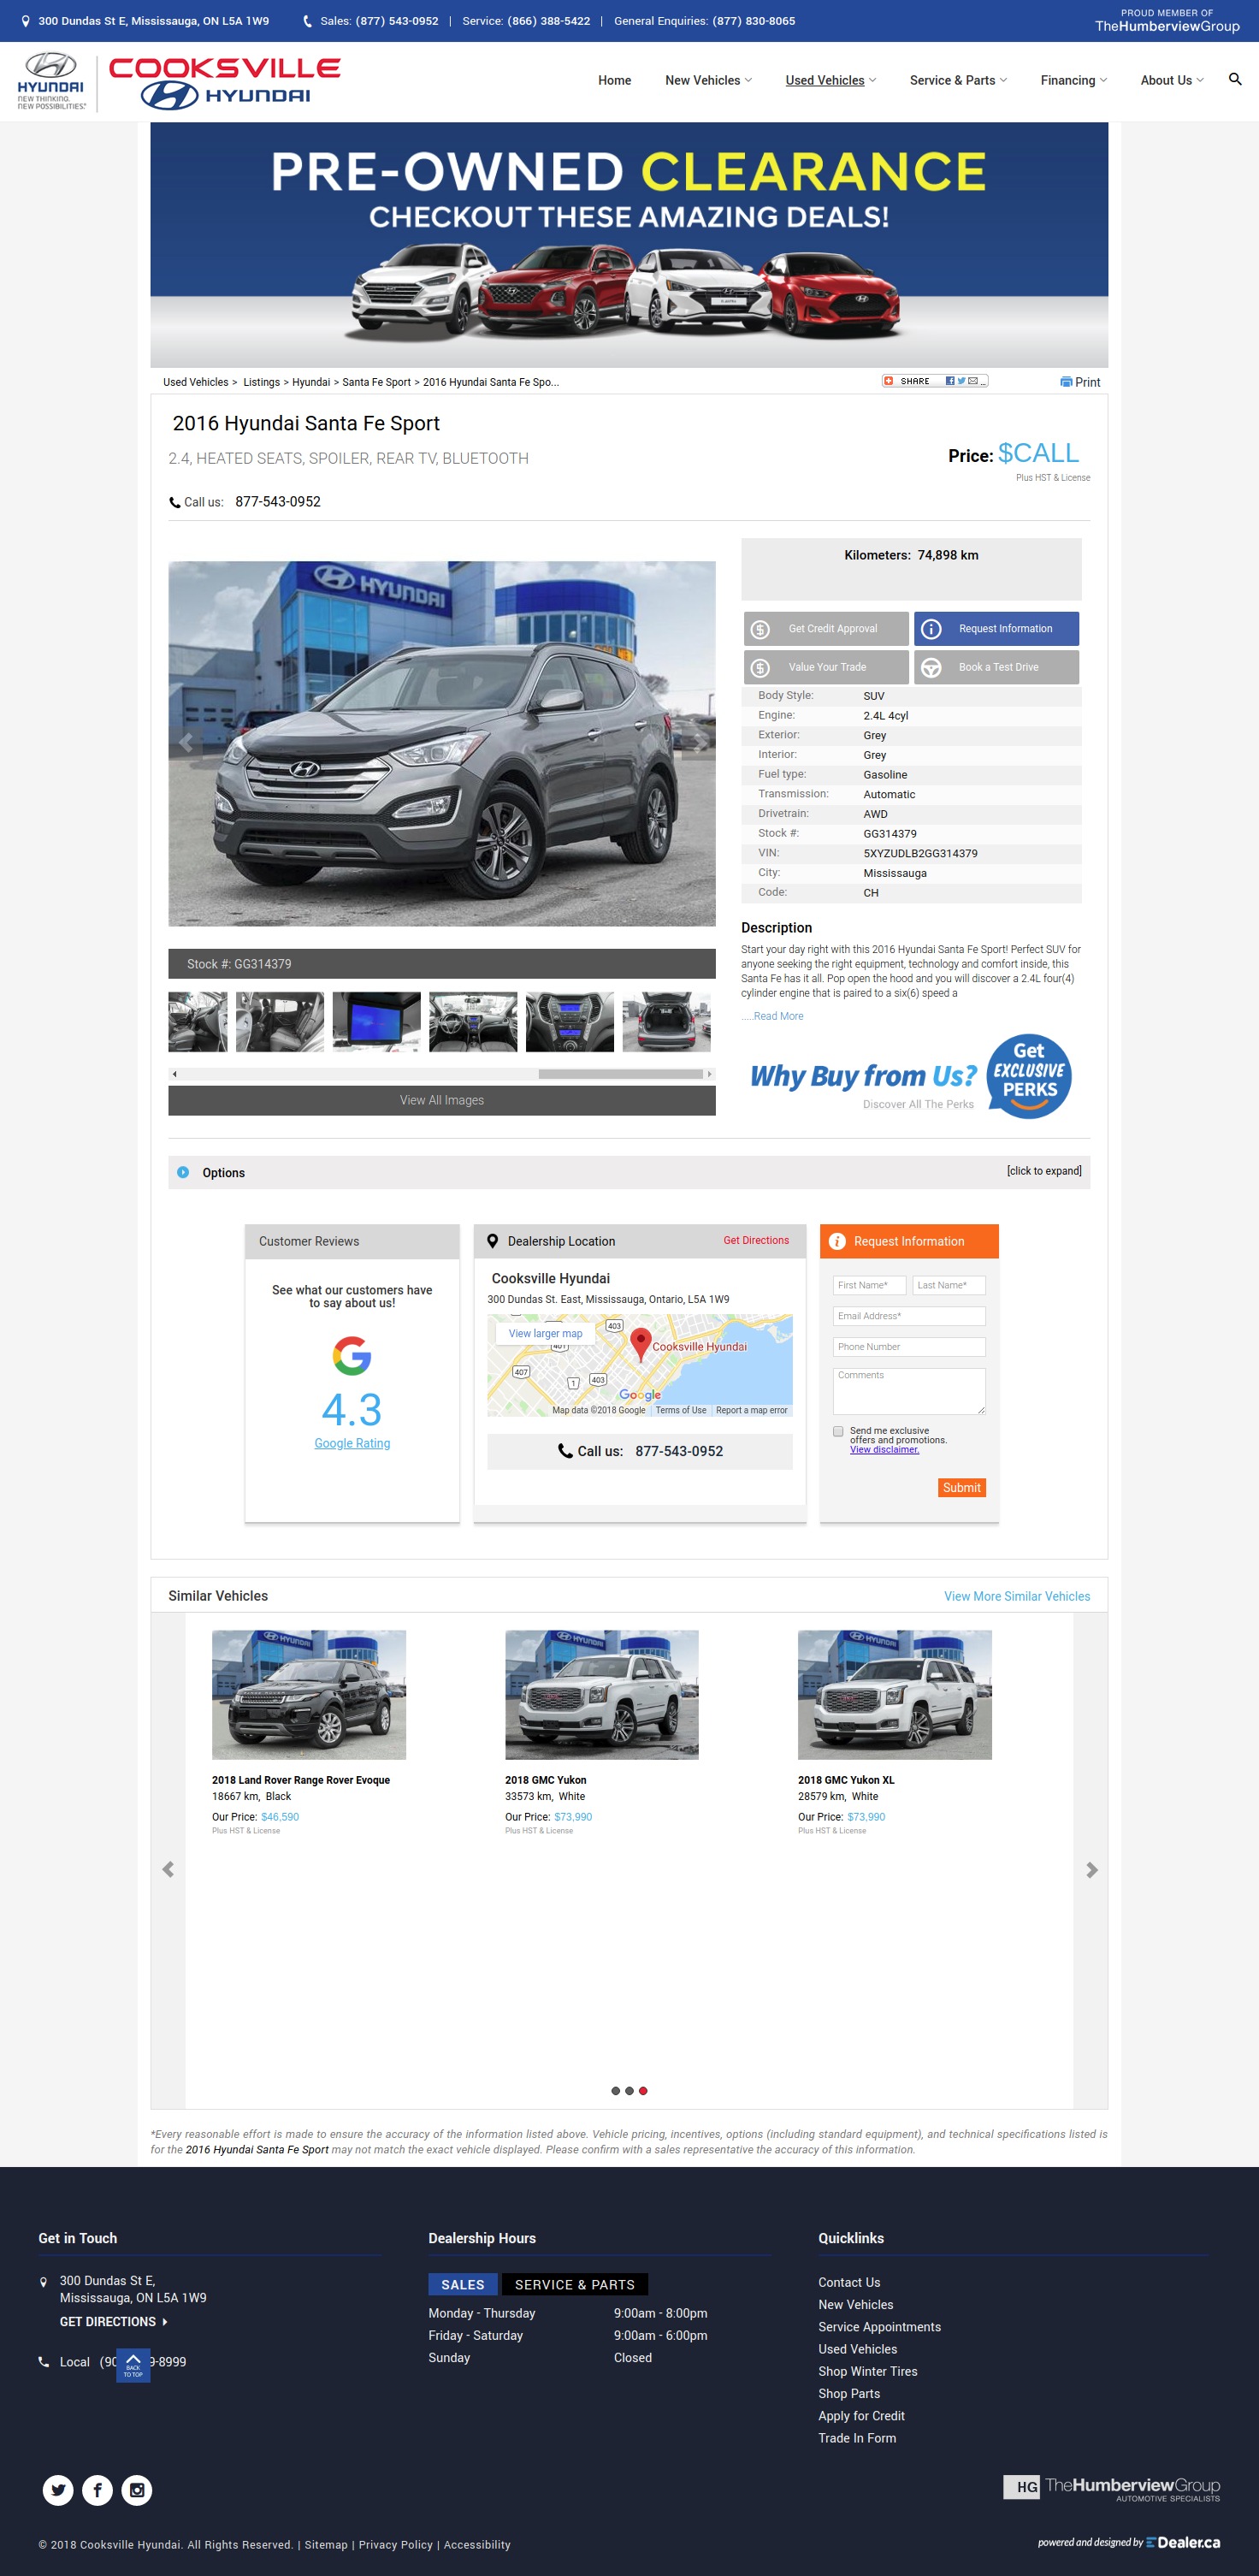 300 Dundas St E, Mississauga, ON L5A 1W9
Sales: (877) 543-0952 | Service: (866) 388-5422 | General Enquiries: (877) 830-8065
PROUD MEMBER OF
TheHumberviewGroup
HYUNDAI
NEW THINKING.
NEW POSSIBILITIES.
COOKSVILLE
HYUNDAI
Home New Vehicles Used Vehicles Service & Parts Financing About Us
PRE-OWNED CLEARANCE
CHECKOUT THESE AMAZING DEALS!
Used Vehicles > Listings > Hyundai > Santa Fe Sport > 2016 Hyundai Santa Fe Spo...
SHARE ...
Print
2016 Hyundai Santa Fe Sport
2.4, HEATED SEATS, SPOILER, REAR TV, BLUETOOTH
Price: $CALL
Plus HST & License
Call us: 877-543-0952
HYUNDAI
Kilometers: 74,898 km
Get Credit Approval
Request Information
Value Your Trade
Book a Test Drive
Body Style: SUV
Engine: 2.4L 4cyl
Exterior: Grey
Interior: Grey
Fuel type: Gasoline
Transmission: Automatic
Drivetrain: AWD
Stock #: GG314379
VIN: 5XYZUDLB2GG314379
City: Mississauga
Code: CH
Stock #: GG314379
View All Images
Description
Start your day right with this 2016 Hyundai Santa Fe Sport! Perfect SUV for
anyone seeking the right equipment, technology and comfort inside, this
Santa Fe has it all. Pop open the hood and you will discover a 2.4L four(4)
cylinder engine that is paired to a six(6) speed a
.....Read More
Why Buy from Us?
Discover All The Perks
Get
EXCLUSIVE
PERKS
Options
[click to expand]
Customer Reviews
See what our customers have
to say about us!
4.3
Google Rating
Dealership Location
Get Directions
Cooksville Hyundai
300 Dundas St. East, Mississauga, Ontario, L5A 1W9
View larger map
403
401
407
1
403
Cooksville Hyundai
Google
Map data ©2018 Google Terms of Use Report a map error
Call us: 877-543-0952
Request Information
First Name* Last Name*
Email Address*
Phone Number
Comments
Send me exclusive
offers and promotions.
View disclaimer.
Submit
Similar Vehicles
View More Similar Vehicles
HYUNDAI
HYUNDAI
HYUNDAI
2018 Land Rover Range Rover Evoque
18667 km, Black
Our Price: $46,590
Plus HST & License
2018 GMC Yukon
33573 km, White
Our Price: $73,990
Plus HST & License
2018 GMC Yukon XL
28579 km, White
Our Price: $73,990
Plus HST & License
*Every reasonable effort is made to ensure the accuracy of the information listed above. Vehicle pricing, incentives, options (including standard equipment), and technical specifications listed is
for the 2016 Hyundai Santa Fe Sport may not match the exact vehicle displayed. Please confirm with a sales representative the accuracy of this information.
Get in Touch
300 Dundas St E,
Mississauga, ON L5A 1W9
GET DIRECTIONS
Local (90 9-8999
BACK
TO TOP
Dealership Hours
SALES SERVICE & PARTS
Monday - Thursday 9:00am - 8:00pm
Friday - Saturday 9:00am - 6:00pm
Sunday Closed
Quicklinks
Contact Us
New Vehicles
Service Appointments
Used Vehicles
Shop Winter Tires
Shop Parts
Apply for Credit
Trade In Form
HG TheHumberviewGroup
AUTOMOTIVE SPECIALISTS
© 2018 Cooksville Hyundai. All Rights Reserved. | Sitemap | Privacy Policy | Accessibility
powered and designed by EDealer.ca